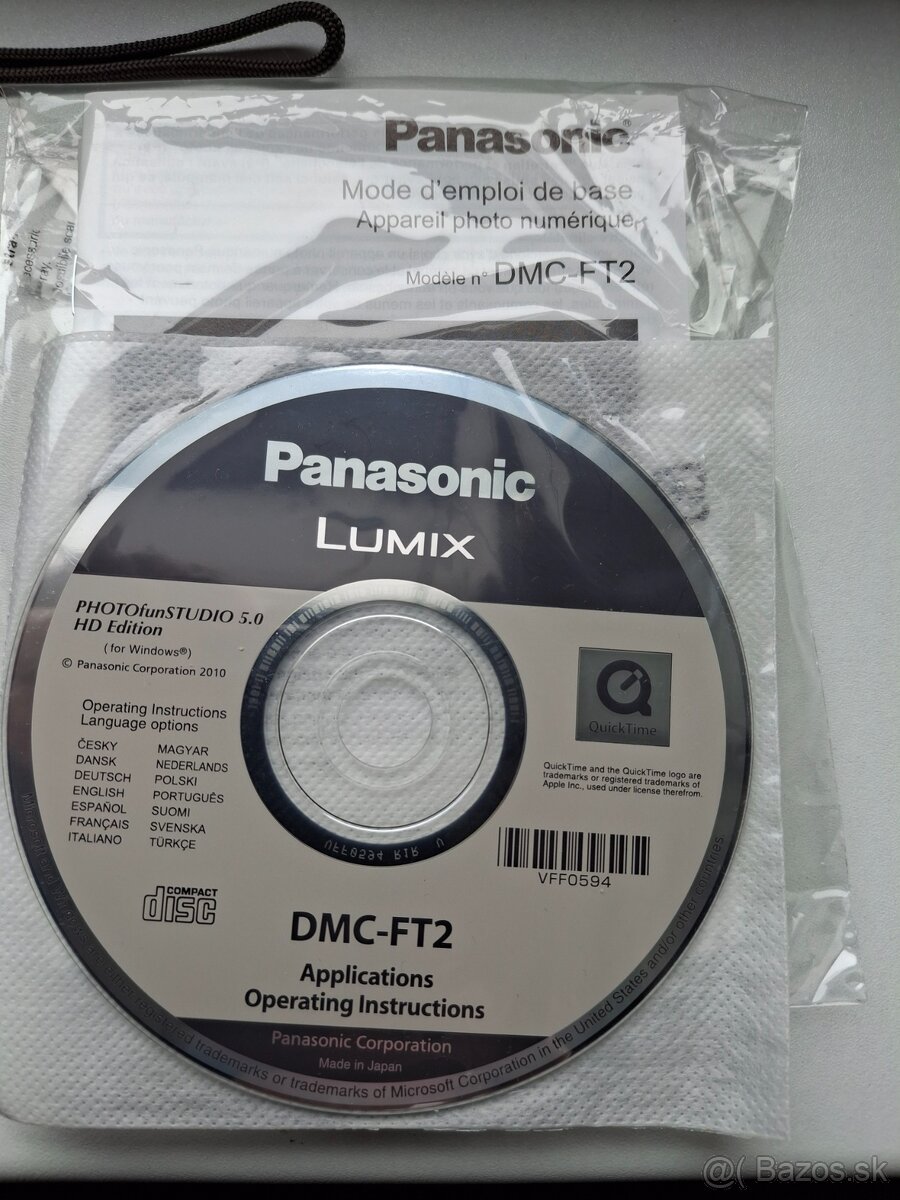 Panasonic®
Mode d'emploi de base
Appareil photo numérique
Modèle n° DMC-FT2
Panasonic
LUMIX
PHOTOfunSTUDIO 5.0
HD Edition
(for Windows®)
© Panasonic Corporation 2010
Operating Instructions
Language options
ČESKY MAGYAR
DANSK NEDERLANDS
DEUTSCH POLSKI
ENGLISH PORTUGUÊS
ESPAÑOL SUOMI
FRANÇAIS SVENSKA
ITALIANO TÜRKÇE
QuickTime
QuickTime and the QuickTime logo are
trademarks or registered trademarks of
Apple Inc., used under license therefrom.
VFF0594
VFF0594 R1R V
COMPACT
disc
DMC-FT2
Applications
Operating Instructions
Panasonic Corporation
Made in Japan
registered trademarks or trademarks of Microsoft Corporation in the United States and/or other countries.
@( Bazos.sk